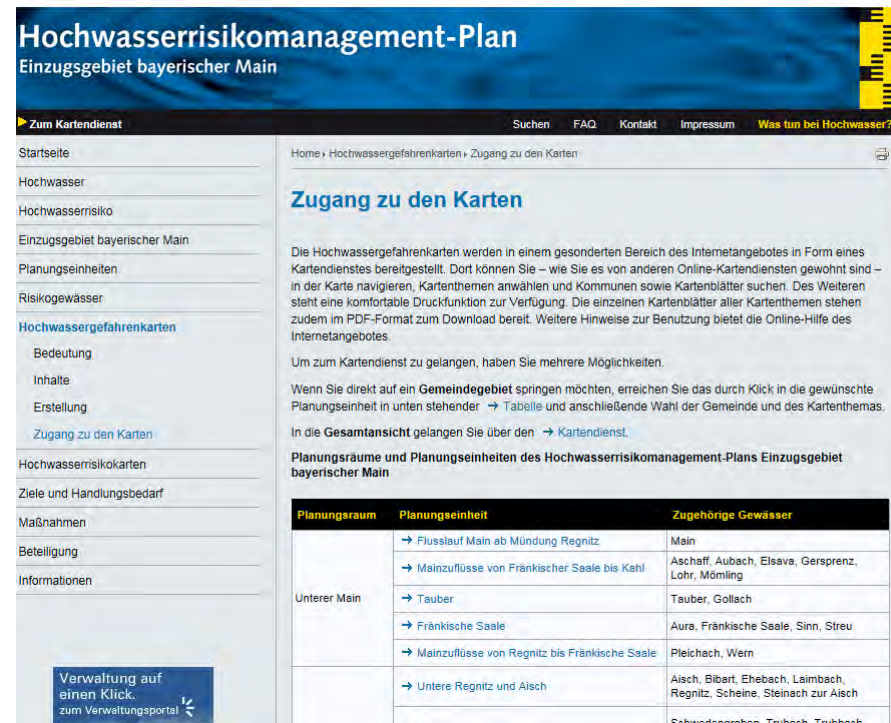 Hochwasserrisikomanagement-Plan
Einzugsgebiet bayerischer Main
Zum Kartendienst
Suchen FAQ Kontakt Impressum Was tun bei Hochwasser?
Startseite
Hochwasser
Hochwasserrisiko
Einzugsgebiet bayerischer Main
Planungseinheiten
Risikogewässer
Hochwassergefahrenkarten
Bedeutung
Inhalte
Erstellung
Zugang zu den Karten
Hochwasserrisikokarten
Ziele und Handlungsbedarf
Maßnahmen
Beteiligung
Informationen
Verwaltung auf
einen Klick.
zum Verwaltungsportal
Home › Hochwassergefahrenkarten › Zugang zu den Karten
Zugang zu den Karten
Die Hochwassergefahrenkarten werden in einem gesonderten Bereich des Internetangebotes in Form eines
Kartendienstes bereitgestellt. Dort können Sie – wie Sie es von anderen Online-Kartendiensten gewohnt sind –
in der Karte navigieren, Kartenthemen anwählen und Kommunen sowie Kartenblätter suchen. Des Weiteren
steht eine komfortable Druckfunktion zur Verfügung. Die einzelnen Kartenblätter aller Kartenthemen stehen
zudem im PDF-Format zum Download bereit. Weitere Hinweise zur Benutzung bietet die Online-Hilfe des
Internetangebotes.
Um zum Kartendienst zu gelangen, haben Sie mehrere Möglichkeiten.
Wenn Sie direkt auf ein Gemeindegebiet springen möchten, erreichen Sie das durch Klick in die gewünschte
Planungseinheit in unten stehender → Tabelle und anschließende Wahl der Gemeinde und des Kartenthemas.
In die Gesamtansicht gelangen Sie über den → Kartendienst.
Planungsräume und Planungseinheiten des Hochwasserrisikomanagement-Plans Einzugsgebiet
bayerischer Main
Planungsraum Planungseinheit Zugehörige Gewässer
Unterer Main
→ Flusslauf Main ab Mündung Regnitz Main
→ Mainzuflüsse von Fränkischer Saale bis Kahl Aschaff, Aubach, Elsava, Gersprenz,
Lohr, Mömling
→ Tauber Tauber, Gollach
→ Fränkische Saale Aura, Fränkische Saale, Sinn, Streu
→ Mainzuflüsse von Regnitz bis Fränkische Saale Pleichach, Wern
→ Untere Regnitz und Aisch Aisch, Bibart, Ehebach, Laimbach,
Regnitz, Scheine, Steinach zur Aisch